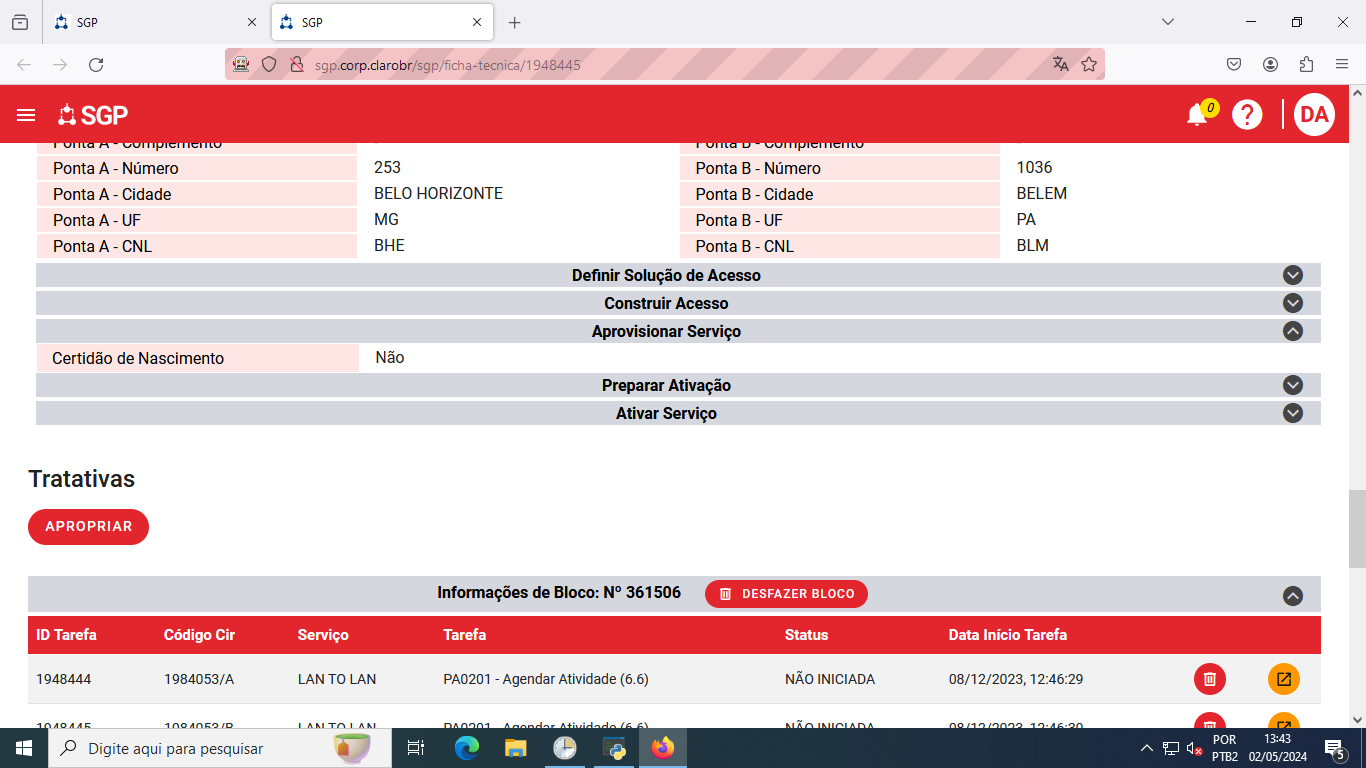 SGP
SGP
sgp.corp.clarobr/sgp/ficha-tecnica/1948445
SGP
0
?
DA
Ponta A - Complemento
Ponta B - Complemento
Ponta A - Número 253 Ponta B - Número 1036
Ponta A - Cidade BELO HORIZONTE Ponta B - Cidade BELEM
Ponta A - UF MG Ponta B - UF PA
Ponta A - CNL BHE Ponta B - CNL BLM
Definir Solução de Acesso
Construir Acesso
Aprovisionar Serviço
Certidão de Nascimento Não
Preparar Ativação
Ativar Serviço
Tratativas
APROPRIAR
Informações de Bloco: Nº 361506 DESFAZER BLOCO
ID Tarefa Código Cir Serviço Tarefa Status Data Início Tarefa
1948444 1984053/A LAN TO LAN PA0201 - Agendar Atividade (6.6) NÃO INICIADA 08/12/2023, 12:46:29
1948445 1984053/B LAN TO LAN PA0201 - Agendar Atividade (6.6) NÃO INICIADA 08/12/2023, 12:46:30
Digite aqui para pesquisar
POR
PTB2
13:43
02/05/2024
5